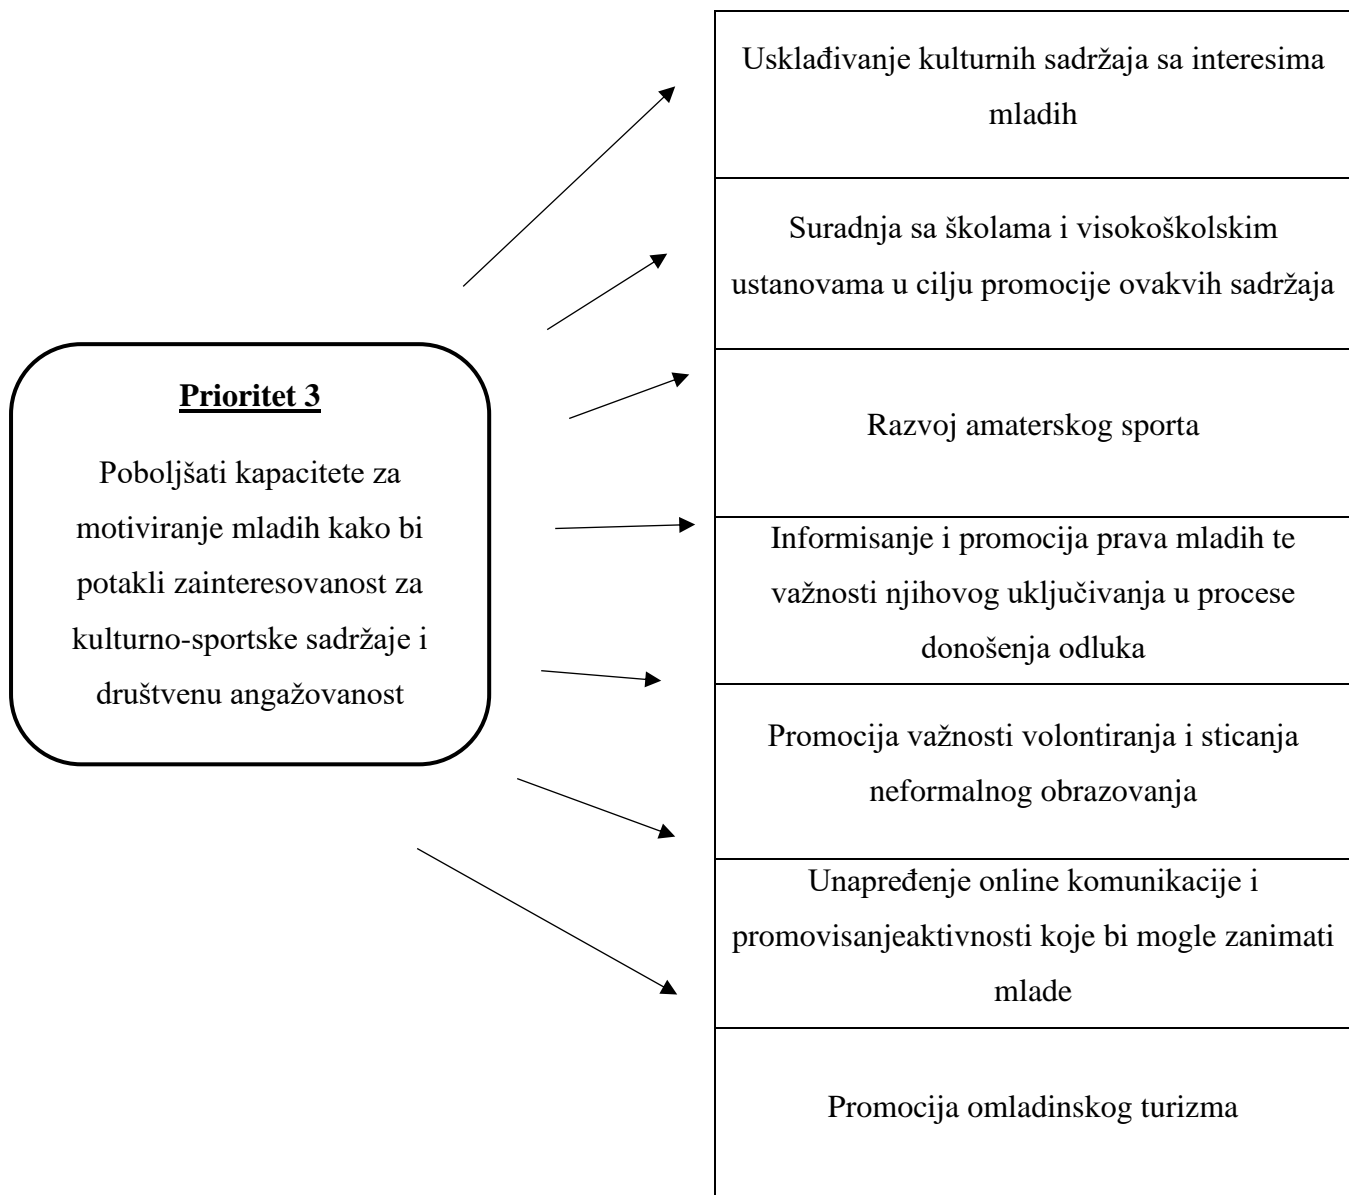 Prioritet 3
Poboljšati kapacitete za
motiviranje mladih kako bi
potakli zainteresovanost za
kulturno-sportske sadržaje i
društvenu angažovanost
Usklađivanje kulturnih sadržaja sa interesima
mladih
Suradnja sa školama i visokoškolskim
ustanovama u cilju promocije ovakvih sadržaja
Razvoj amaterskog sporta
Informisanje i promocija prava mladih te
važnosti njihovog uključivanja u procese
donošenja odluka
Promocija važnosti volontiranja i sticanja
neformalnog obrazovanja
Unapređenje online komunikacije i
promovisanjeaktivnosti koje bi mogle zanimati
mlade
Promocija omladinskog turizma